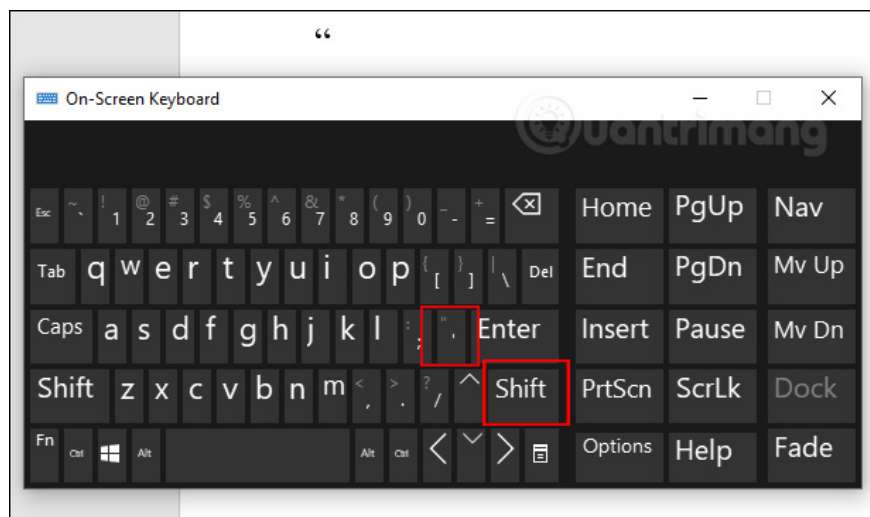 “
On-Screen Keyboard
Quantrimang
Esc ~ ` ! 1 @ 2 # 3 $ 4 % 5 ^ 6 & 7 * 8 ( 9 ) 0 _ - + = Home PgUp Nav
Tab q w e r t y u i o p { [ } ] | \ Del End PgDn Mv Up
Caps a s d f g h j k l : ; " ' Enter Insert Pause Mv Dn
Shift z x c v b n m < , > . ? / Shift PrtScn ScrLk Dock
Fn Ctrl Alt Alt Ctrl Options Help Fade